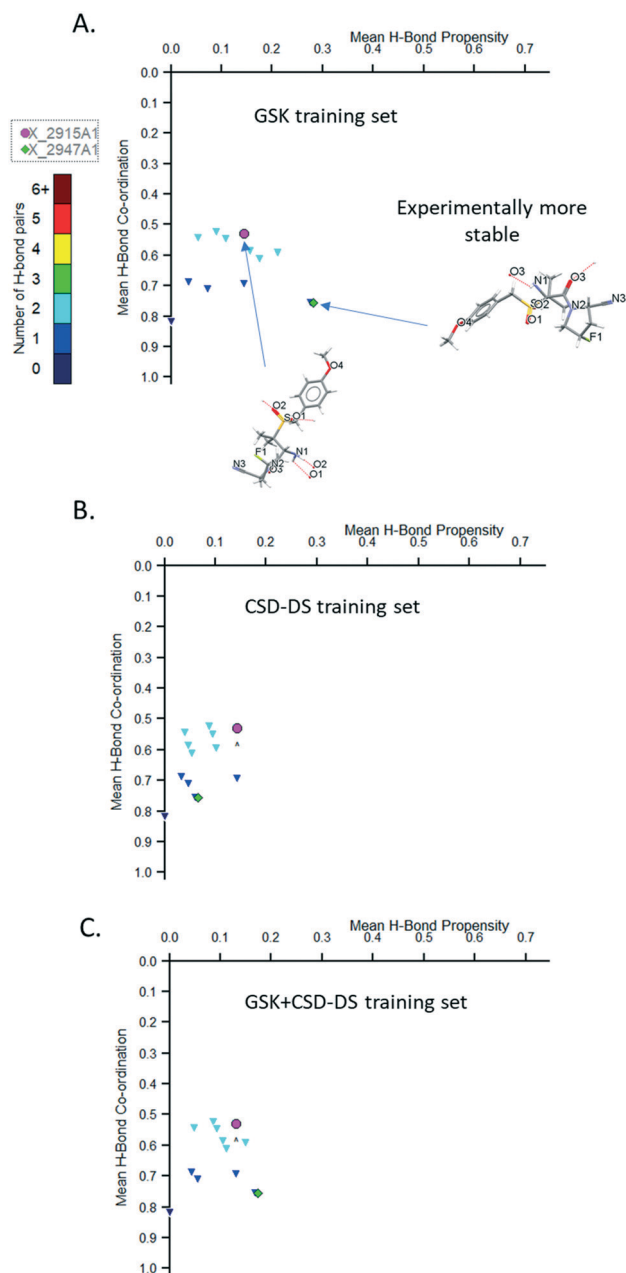 A.
Mean H-Bond Propensity
0.0 0.1 0.2 0.3 0.4 0.5 0.6 0.7
0.0
0.1
0.2
0.3
0.4
0.5
0.6
0.7
0.8
0.9
1.0
Mean H-Bond Co-ordination
GSK training set
X_2915A1
X_2947A1
Number of H-bond pairs
6+
5
4
3
2
1
0
Experimentally more
stable
O3 N1 O3 N2 N3 O2 O1 O4 F1
O4
O2 S O1
F1 N1
N3 N2 O3 O2
O1
B.
Mean H-Bond Propensity
0.0 0.1 0.2 0.3 0.4 0.5 0.6 0.7
0.0
0.1
0.2
0.3
0.4
0.5
0.6
0.7
0.8
0.9
1.0
Mean H-Bond Co-ordination
CSD-DS training set
C.
Mean H-Bond Propensity
0.0 0.1 0.2 0.3 0.4 0.5 0.6 0.7
0.0
0.1
0.2
0.3
0.4
0.5
0.6
0.7
0.8
0.9
1.0
Mean H-Bond Co-ordination
GSK+CSD-DS training set